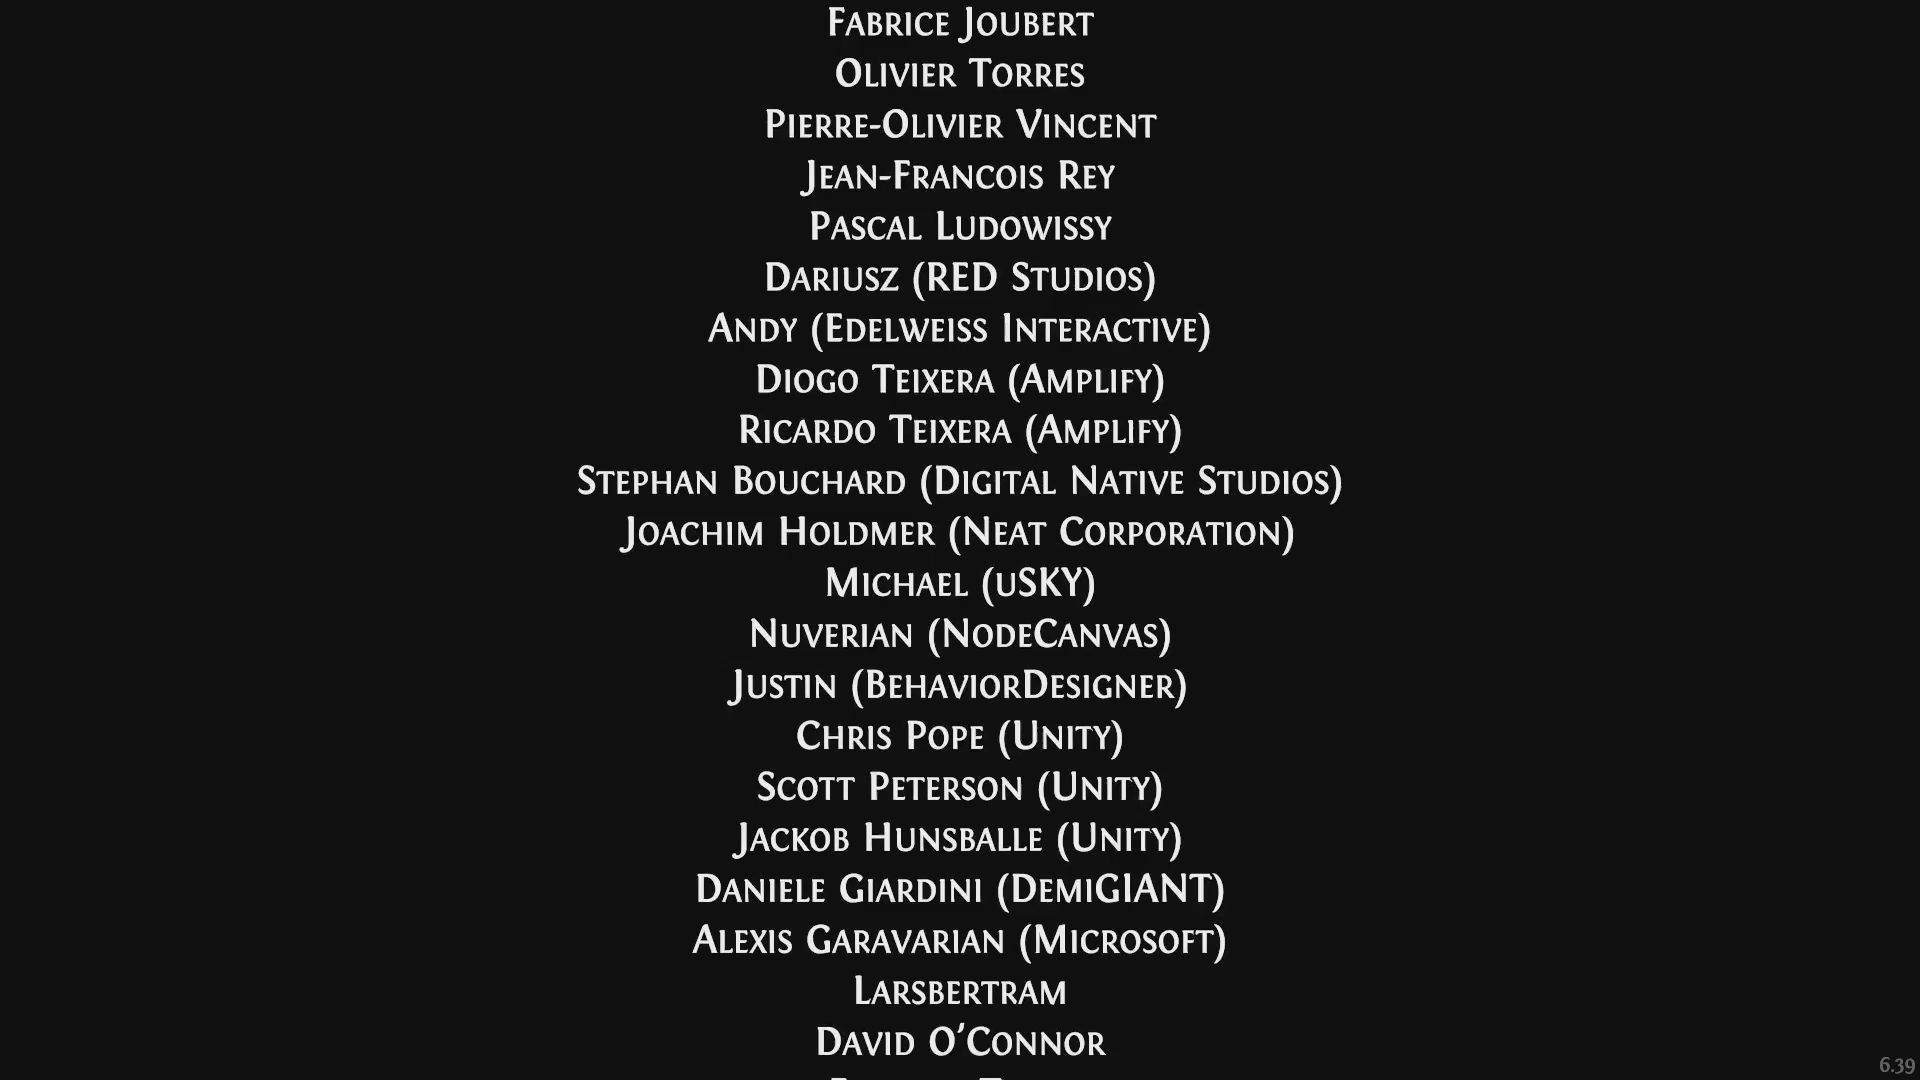 Fabrice Joubert
Olivier Torres
Pierre-Olivier Vincent
Jean-Francois Rey
Pascal Ludowissy
Dariusz (RED Studios)
Andy (Edelweiss Interactive)
Diogo Teixera (Amplify)
Ricardo Teixera (Amplify)
Stephan Bouchard (Digital Native Studios)
Joachim Holdmer (Neat Corporation)
Michael (uSKY)
Nuverian (NodeCanvas)
Justin (BehaviorDesigner)
Chris Pope (Unity)
Scott Peterson (Unity)
Jackob Hunsballe (Unity)
Daniele Giardini (DemiGIANT)
Alexis Garavarian (Microsoft)
Larsbertram
David O'Connor
6.39